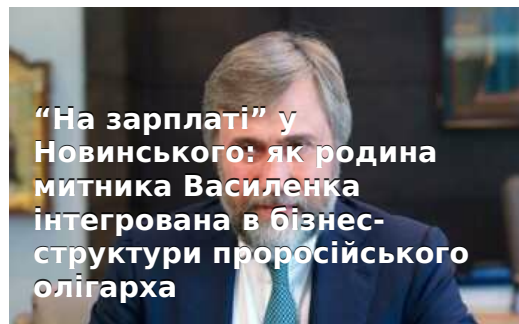 “На зарплаті” у
Новинського: як родина
митника Василенка
інтегрована в бізнес-
структури проросійського
олігарха